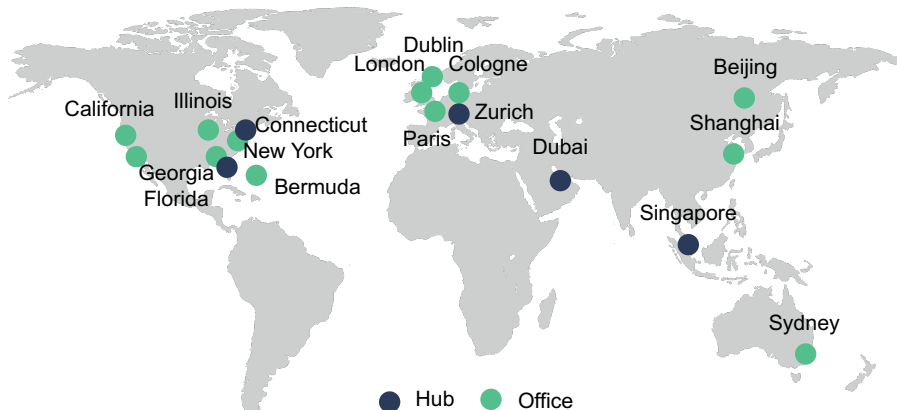 Dublin
London
Cologne
Beijing
California
Illinois
Connecticut
Zurich
Shanghai
New York
Paris
Dubai
Georgia
Florida
Bermuda
Singapore
Sydney
Hub
Office